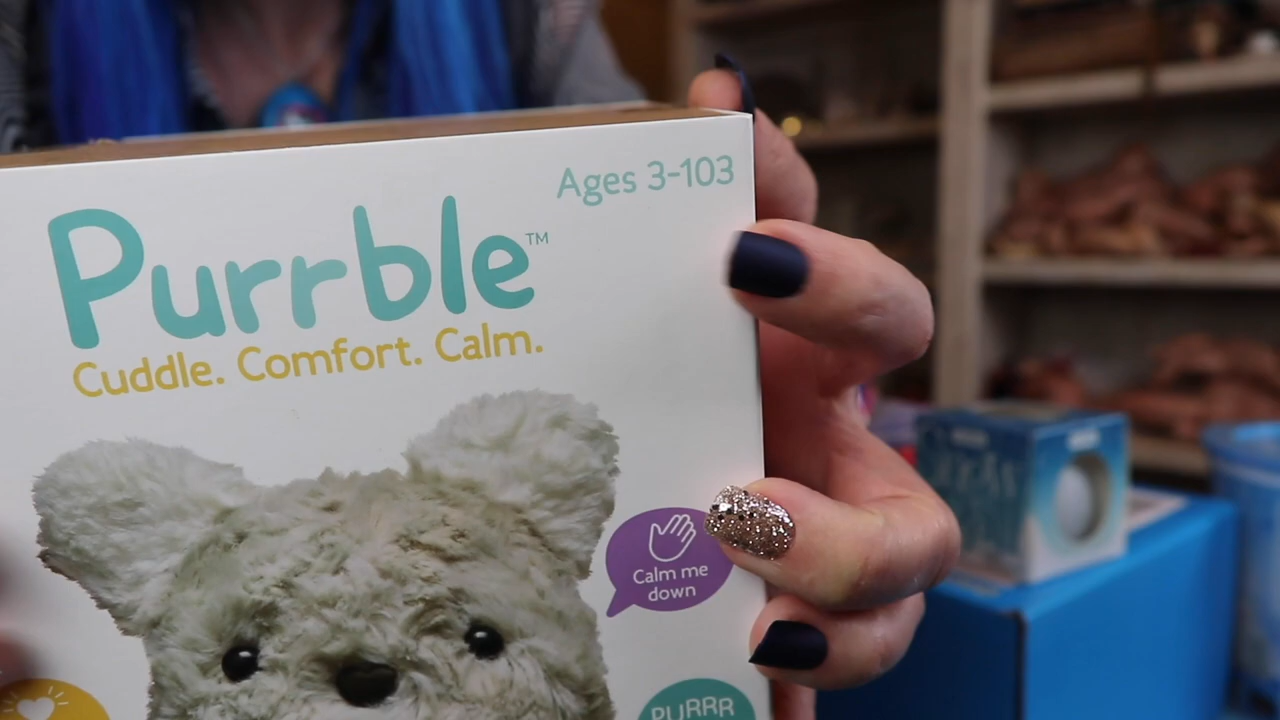 Ages 3-103
Purrble™
Cuddle. Comfort. Calm.
Calm me
down
PURRR